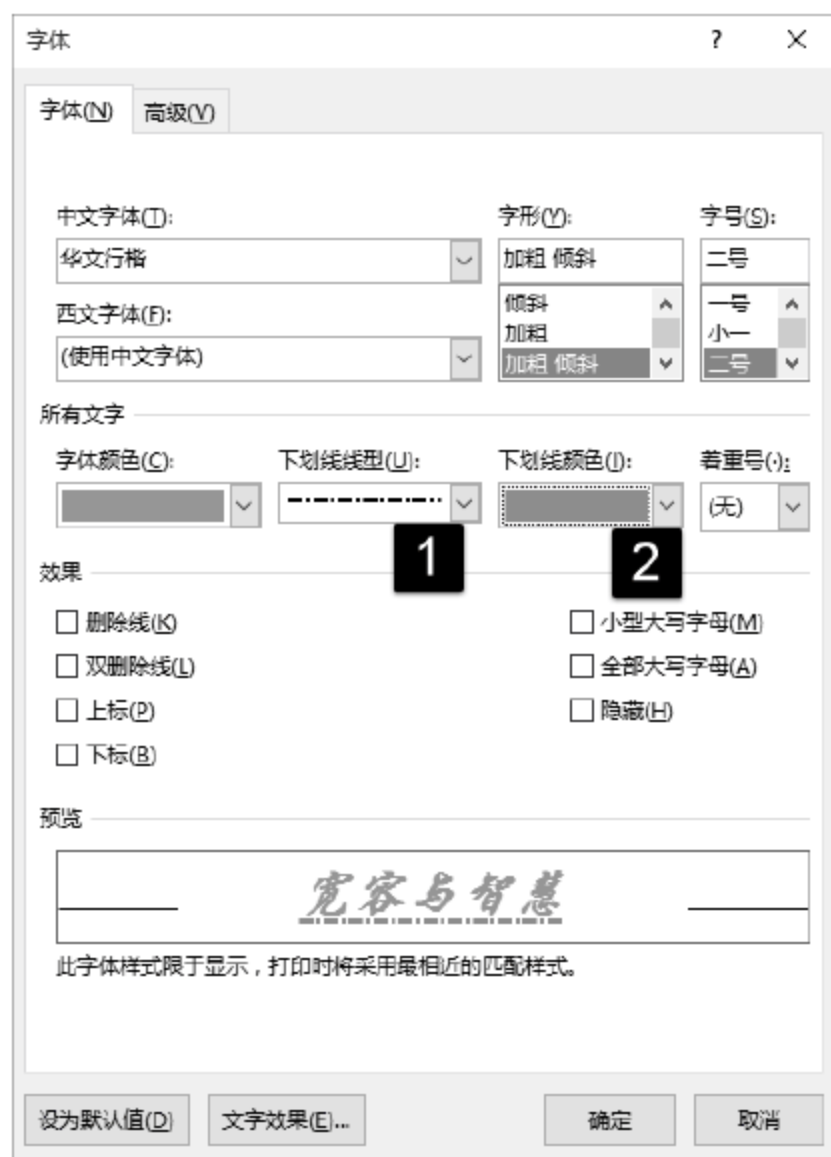 字体 ? ×
字体(N) 高级(V)
中文字体(T): 字形(Y): 字号(S):
华文行楷 加粗 倾斜 二号
西文字体(F): 倾斜 一号
加粗 小一
(使用中文字体) 加粗 倾斜 二号
所有文字
字体颜色(C): 下划线线型(U): 下划线颜色(I): 着重号(·):
(无)
1 2
效果
删除线(K) 小型大写字母(M)
双删除线(L) 全部大写字母(A)
上标(P) 隐藏(H)
下标(B)
预览
宽容与智慧
此字体样式限于显示，打印时将采用最相近的匹配样式。
设为默认值(D) 文字效果(E)... 确定 取消